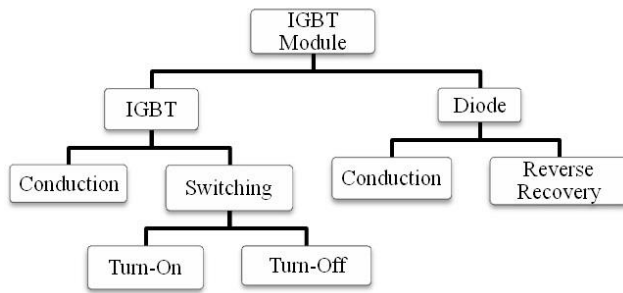 IGBT
Module
IGBT
Diode
Conduction
Switching
Conduction
Reverse
Recovery
Turn-On
Turn-Off